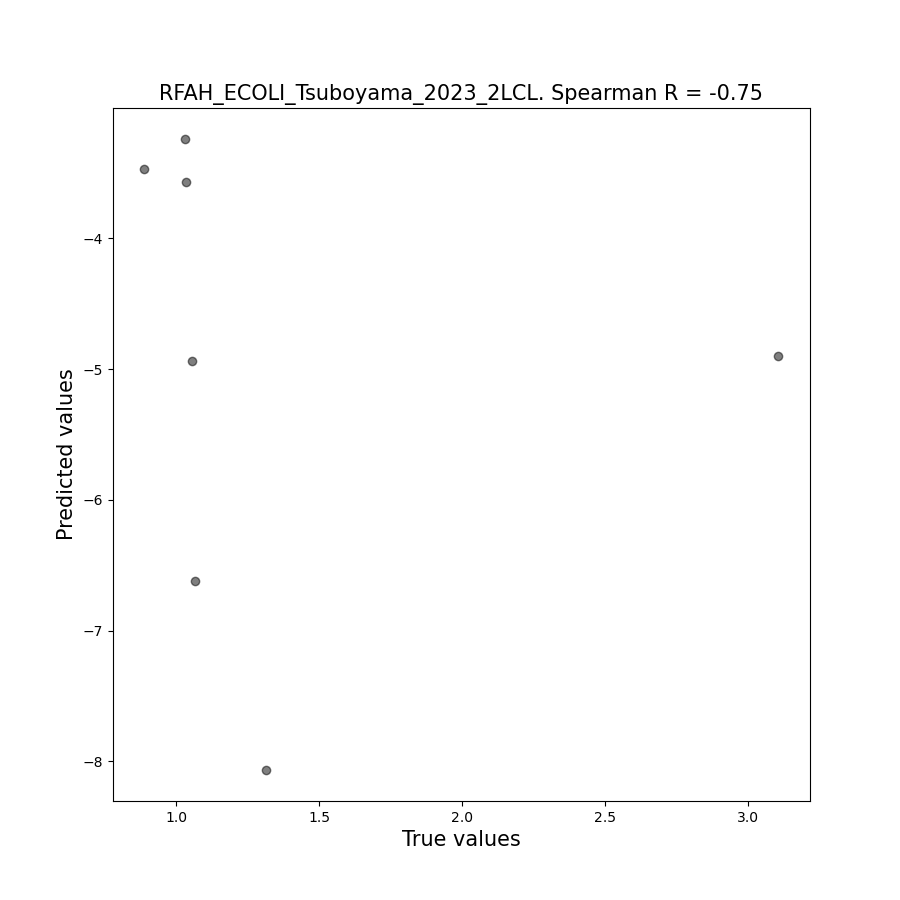 RFAH_ECOLI_Tsuboyama_2023_2LCL. Spearman R = -0.75
Predicted values
−4
−5
−6
−7
−8
1.0 1.5 2.0 2.5 3.0
True values